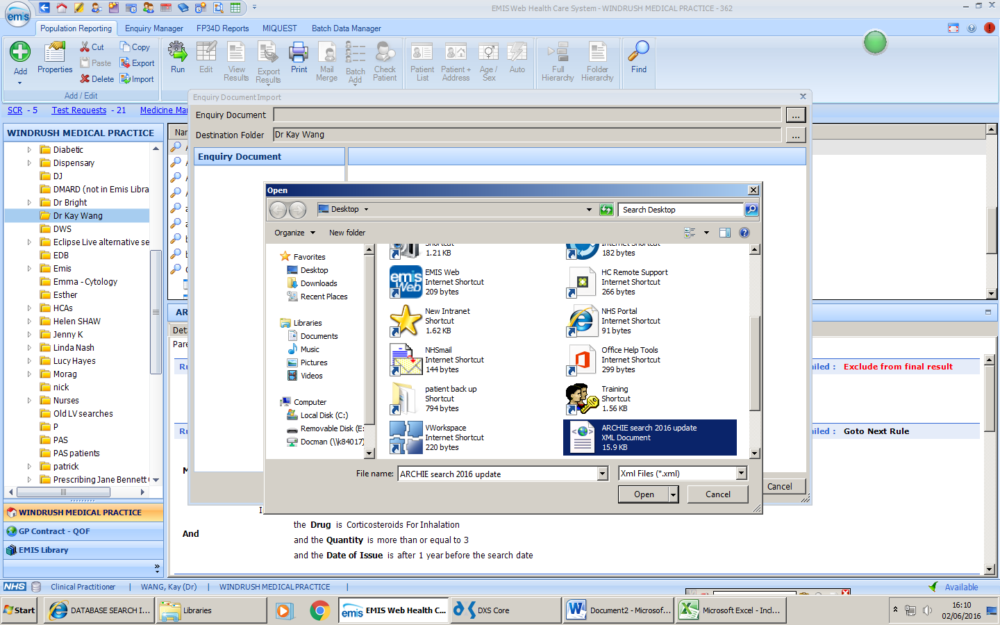 EMIS Web Health Care System - WINDRUSH MEDICAL PRACTICE - 362
emis
Population Reporting
Enquiry Manager
FP34D Reports
MIQUEST
Batch Data Manager
Add
Properties
Cut
Copy
Paste
Export
Delete
Import
Add / Edit
Run
Edit
View Results
Export Results
Print
Mail Merge
Batch Add
Check Patient
Patient List
Patient + Address
Age / Sex
Auto
Full Hierarchy
Folder Hierarchy
Find
SCR - 5
Test Requests - 21
Medicine Ma
Enquiry Document Import
Enquiry Document
...
Destination Folder
Dr Kay Wang
...
Enquiry Document
WINDRUSH MEDICAL PRACTICE
Diabetic
Dispensary
DJ
DMARD (not in Emis Libra
Dr Bright
Dr Kay Wang
DWS
Eclipse Live alternative se
EDB
Emis
Emma - Cytology
Esther
HCAs
Helen SHAW
Jenny K
Linda Nash
Lucy Hayes
Morag
nick
Nurses
Old LV searches
P
PAS
PAS patients
patrick
Prescribing Jane Bennett
WINDRUSH MEDICAL PRACTICE
GP Contract - QOF
EMIS Library
Nar
AR
Det
Pare
Ru
Ru
Open
Desktop
Search Desktop
Organize
New folder
Favorites
Desktop
Downloads
Recent Places
Libraries
Documents
Music
Pictures
Videos
Computer
Local Disk (C:)
Removable Disk (E:
Docman (\\k84017)
Shortcut
1.21 KB
Internet Shortcut
182 bytes
EMIS Web
Internet Shortcut
209 bytes
HC Remote Support
Internet Shortcut
266 bytes
New Intranet
Shortcut
1.62 KB
NHS Portal
Internet Shortcut
91 bytes
NHSmail
Internet Shortcut
144 bytes
Office Help Tools
Internet Shortcut
299 bytes
patient back up
Shortcut
794 bytes
Training
Shortcut
1.56 KB
VWorkspace
Internet Shortcut
220 bytes
ARCHIE search 2016 update
XML Document
15.9 KB
File name:
ARCHIE search 2016 update
Xml Files (*.xml)
Open
Cancel
Cancel
iled : Exclude from final result
iled : Goto Next Rule
And
the Drug is Corticosteroids For Inhalation
and the Quantity is more than or equal to 3
and the Date of Issue is after 1 year before the search date
NHS
Clinical Practitioner | WANG, Kay (Dr) | WINDRUSH MEDICAL PRACTICE |
Available
Start
DATABASE SEARCH I...
Libraries
emis
EMIS Web Health C...
DXS Core
Document2 - Microsof...
Microsoft Excel - Incl...
16:10
02/06/2016